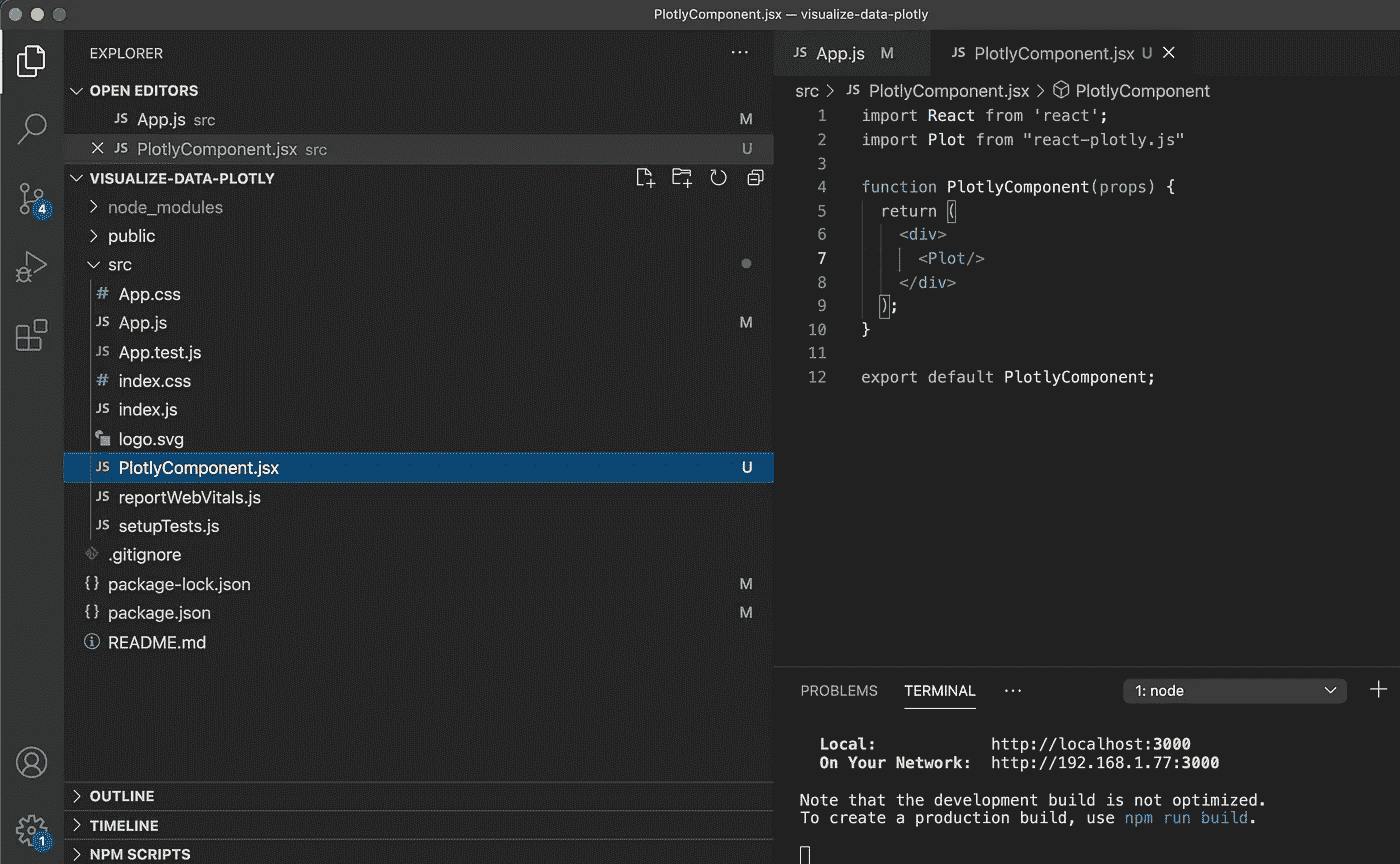 PlotlyComponent.jsx — visualize-data-plotly
EXPLORER
OPEN EDITORS
JS App.js src M
JS PlotlyComponent.jsx src U
VISUALIZE-DATA-PLOTLY
node_modules
public
src
# App.css
JS App.js M
JS App.test.js
# index.css
JS index.js
logo.svg
JS PlotlyComponent.jsx U
JS reportWebVitals.js
JS setupTests.js
.gitignore
{} package-lock.json M
{} package.json M
README.md
OUTLINE
TIMELINE
NPM SCRIPTS
4
1
JS App.js M
JS PlotlyComponent.jsx U
src > JS PlotlyComponent.jsx > PlotlyComponent
1 import React from 'react';
2 import Plot from "react-plotly.js"
3
4 function PlotlyComponent(props) {
5 return (
6 <div>
7 <Plot/>
8 </div>
9 );
10 }
11
12 export default PlotlyComponent;
PROBLEMS TERMINAL ··· 1: node
Local: http://localhost:3000
On Your Network: http://192.168.1.77:3000
Note that the development build is not optimized.
To create a production build, use npm run build.